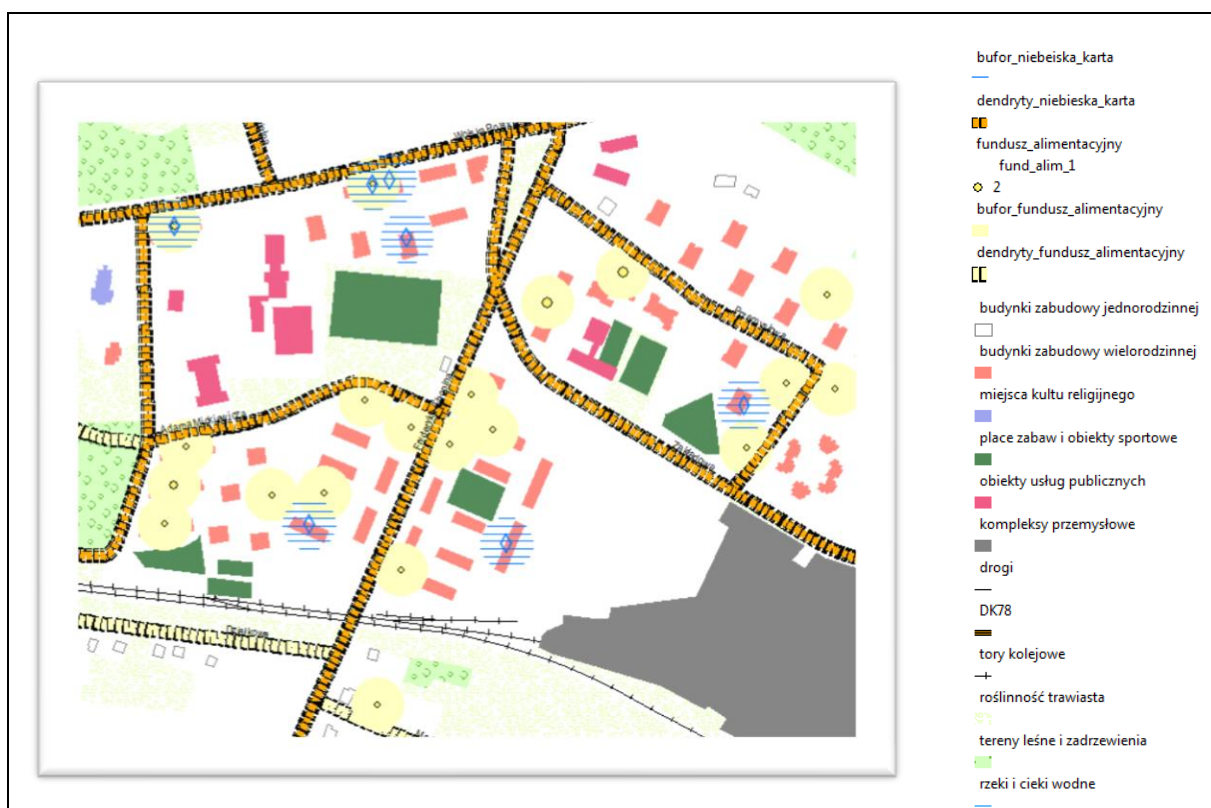 bufor_niebeiska_karta
dendryty_niebieska_karta
fundusz_alimentacyjny
fund_alim_1
2
bufor_fundusz_alimentacyjny
dendryty_fundusz_alimentacyjny
budynki zabudowy jednorodzinnej
budynki zabudowy wielorodzinnej
miejsca kultu religijnego
place zabaw i obiekty sportowe
obiekty usług publicznych
kompleksy przemysłowe
drogi
DK78
tory kolejowe
roślinność trawiasta
tereny leśne i zadrzewienia
rzeki i cieki wodne